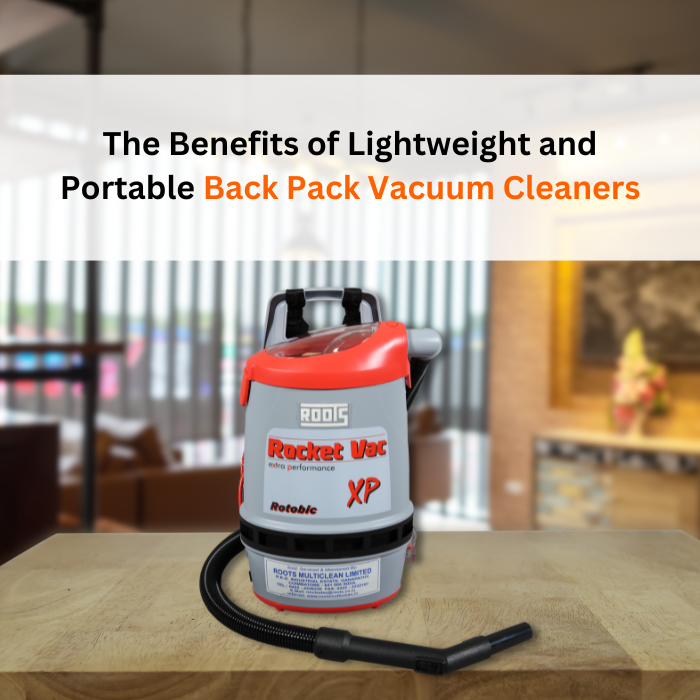 The Benefits of Lightweight and
Portable Back Pack Vacuum Cleaners
ROOTS
Rocket Vac
extra performance
XP
Rotobic
ROOTS MULTICLEAN LIMITED